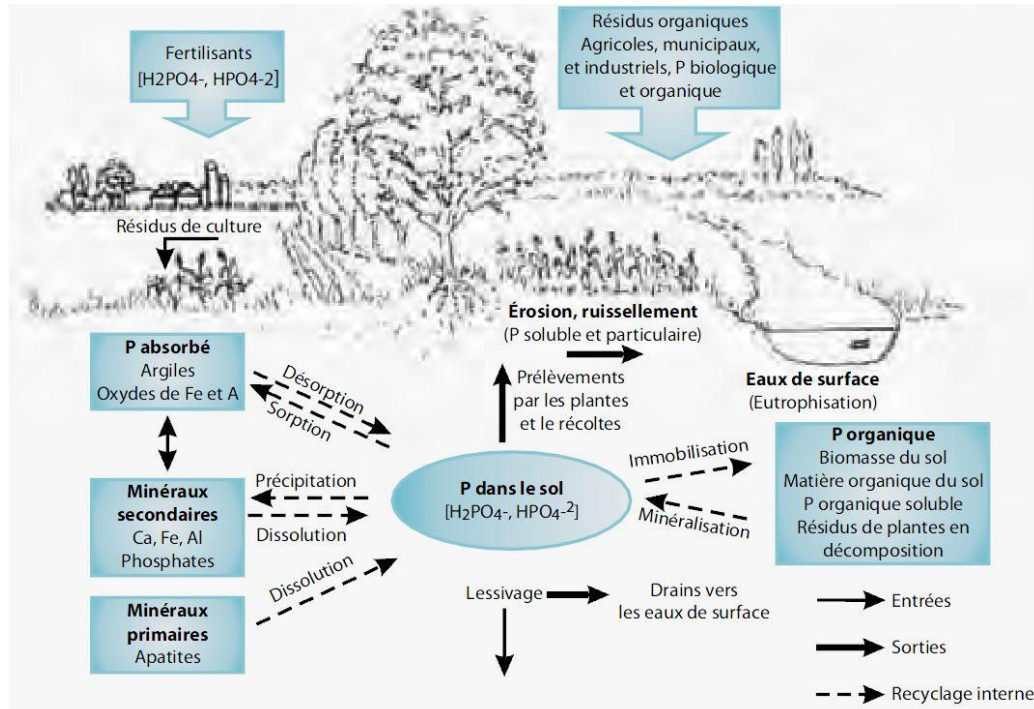 Fertilisants
[H2PO4-, HPO4-2]
Résidus organiques
Agricoles, municipaux,
et industriels, P biologique
et organique
Résidus de culture
Érosion, ruissellement
(P soluble et particulaire)
P absorbé
Argiles
Oxydes de Fe et A
Désorption
Sorption
Prélèvements
par les plantes
et le récoltes
Eaux de surface
(Eutrophisation)
Minéraux
secondaires
Ca, Fe, Al
Phosphates
Précipitation
Dissolution
P dans le sol
[H2PO4-, HPO4-2]
Immobilisation
Minéralisation
P organique
Biomasse du sol
Matière organique du sol
P organique soluble
Résidus de plantes en
décomposition
Minéraux
primaires
Apatites
Dissolution
Lessivage
Drains vers
les eaux de surface
Entrées
Sorties
Recyclage interne